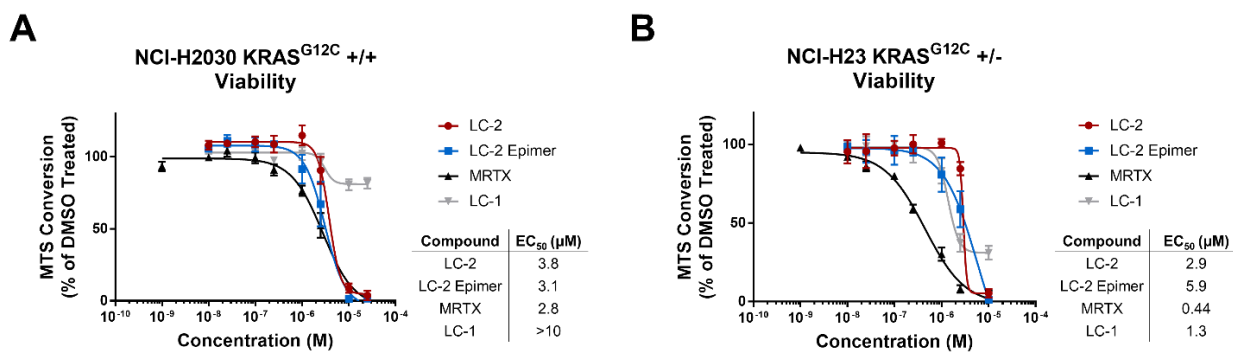 A
NCI-H2030 KRASG12C +/+
Viability
MTS Conversion
(% of DMSO Treated)
100
50
0
10-10 10-9 10-8 10-7 10-6 10-5 10-4
Concentration (M)
LC-2
LC-2 Epimer
MRTX
LC-1
Compound EC50 (µM)
LC-2 3.8
LC-2 Epimer 3.1
MRTX 2.8
LC-1 >10
B
NCI-H23 KRASG12C +/-
Viability
MTS Conversion
(% of DMSO Treated)
100
50
0
10-10 10-9 10-8 10-7 10-6 10-5 10-4
Concentration (M)
LC-2
LC-2 Epimer
MRTX
LC-1
Compound EC50 (µM)
LC-2 2.9
LC-2 Epimer 5.9
MRTX 0.44
LC-1 1.3